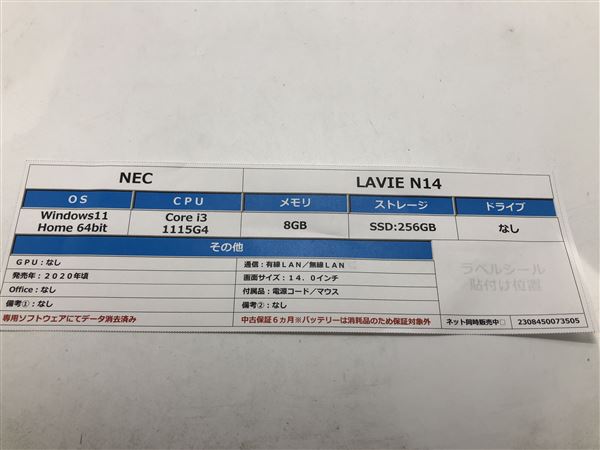 NEC LAVIE N14
OS CPU メモリ ストレージ ドライブ
Windows11 Home 64bit Core i3 1115G4 8GB SSD:256GB なし
その他
GPU：なし 通信：有線LAN／無線LAN
発売年：2020年頃 画面サイズ：14.0インチ
Office：なし 付属品：電源コード／マウス
備考①：なし 備考②：なし
ラベルシール
貼付け位置
専用ソフトウェアにてデータ消去済み 中古保証6ヵ月※バッテリーは消耗品のため保証対象外 ネット同時販売中□ 2308450073505